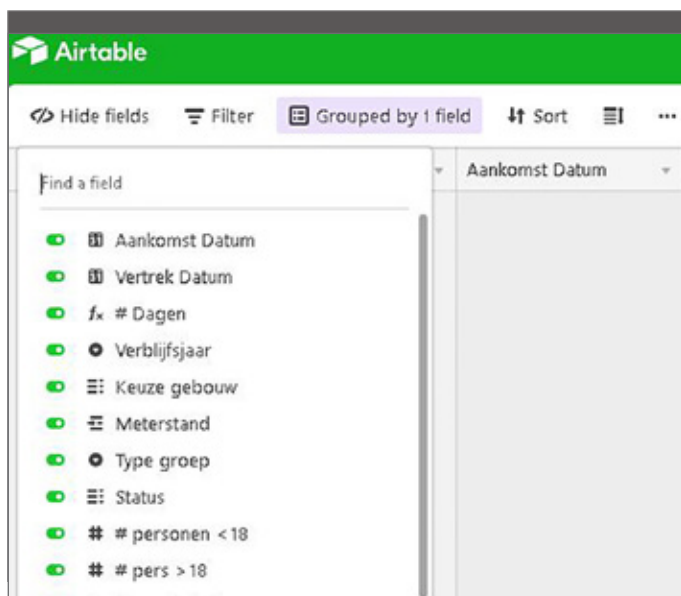 Airtable
Hide fields Filter Grouped by 1 field Sort ...
Find a field
Aankomst Datum
Aankomst Datum
Vertrek Datum
fx # Dagen
Verblijfsjaar
Keuze gebouw
Meterstand
Type groep
Status
# # personen <18
# # pers > 18